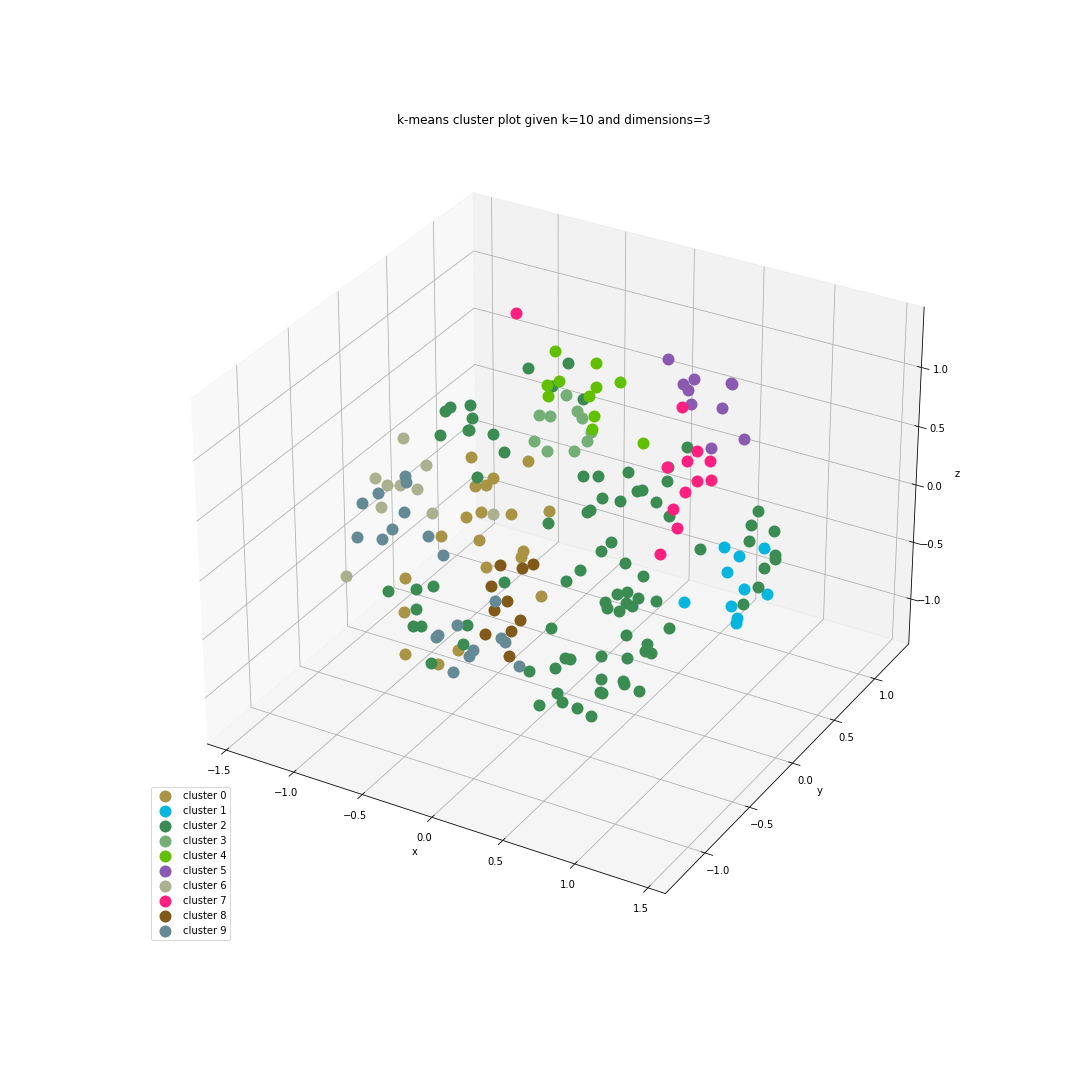 k-means cluster plot given k=10 and dimensions=3
1.0
0.5
0.0
−0.5
−1.0
z
1.0
0.5
0.0
−0.5
−1.0
y
−1.5
−1.0
−0.5
0.0
0.5
1.0
1.5
x
cluster 0
cluster 1
cluster 2
cluster 3
cluster 4
cluster 5
cluster 6
cluster 7
cluster 8
cluster 9